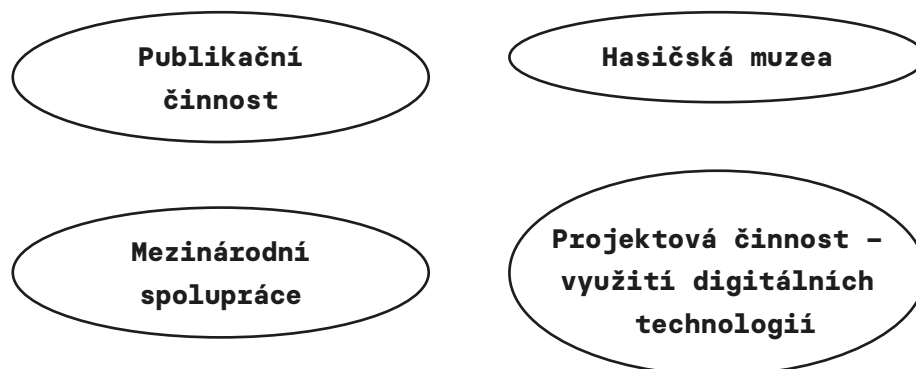 Publikační
činnost
Hasičská muzea
Mezinárodní
spolupráce
Projektová činnost –
využití digitálních
technologií